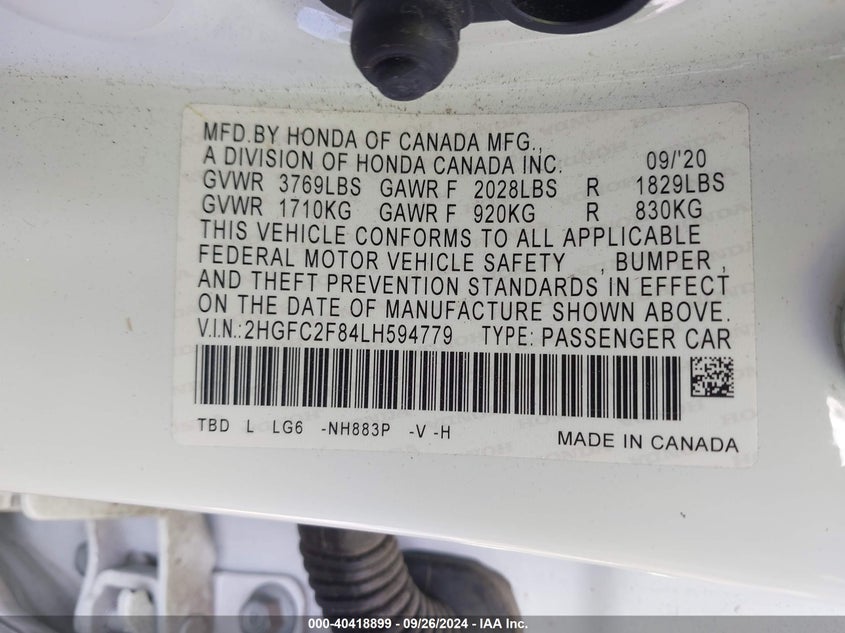 MFD.BY HONDA OF CANADA MFG.,
A DIVISION OF HONDA CANADA INC. 09/'20
GVWR 3769LBS GAWR F 2028LBS R 1829LBS
GVWR 1710KG GAWR F 920KG R 830KG
THIS VEHICLE CONFORMS TO ALL APPLICABLE
FEDERAL MOTOR VEHICLE SAFETY , BUMPER ,
AND THEFT PREVENTION STANDARDS IN EFFECT
ON THE DATE OF MANUFACTURE SHOWN ABOVE.
V.I.N.:2HGFC2F84LH594779 TYPE: PASSENGER CAR
TBD L LG6 -NH883P -V -H
MADE IN CANADA
000-40418899 - 09/26/2024 - IAA Inc.